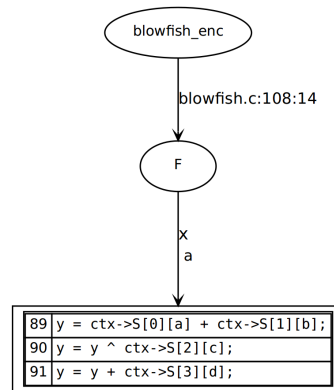 blowfish_enc
blowfish.c:108:14
F
x
a
89 y = ctx->S[0][a] + ctx->S[1][b];
90 y = y ^ ctx->S[2][c];
91 y = y + ctx->S[3][d];